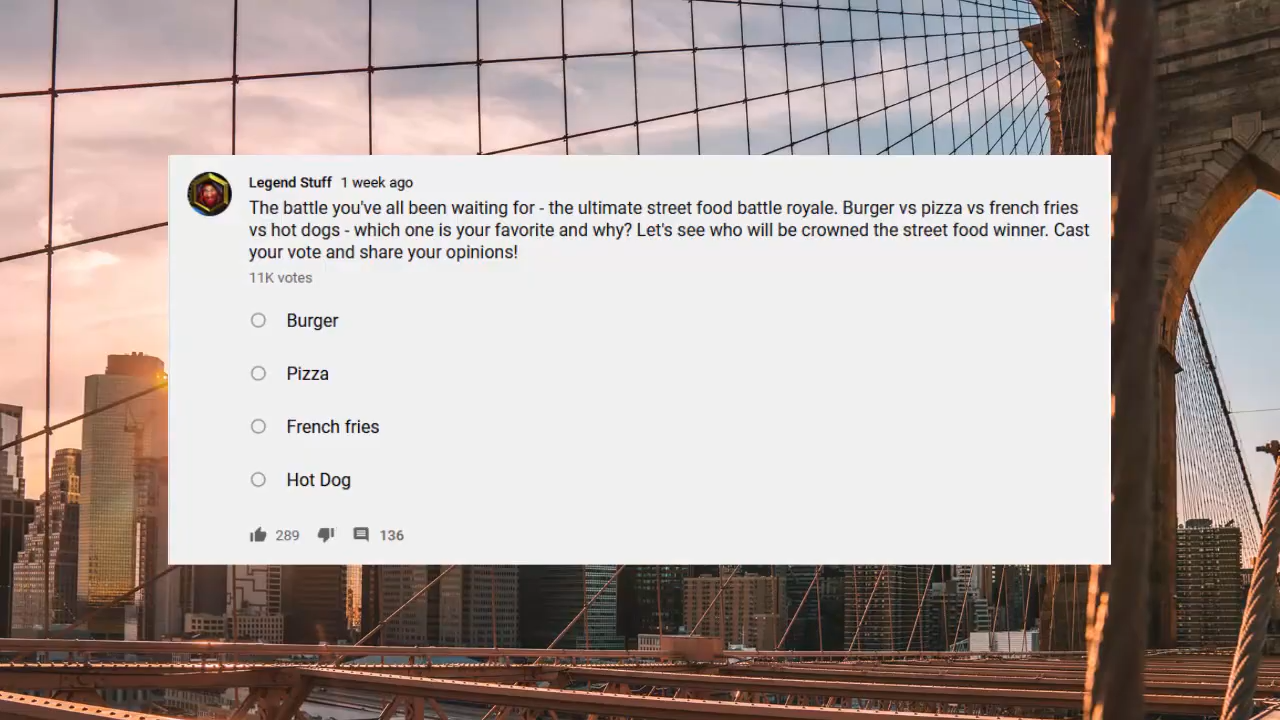 Legend Stuff 1 week ago
The battle you've all been waiting for - the ultimate street food battle royale. Burger vs pizza vs french fries
vs hot dogs - which one is your favorite and why? Let's see who will be crowned the street food winner. Cast
your vote and share your opinions!
11K votes
Burger
Pizza
French fries
Hot Dog
289 136